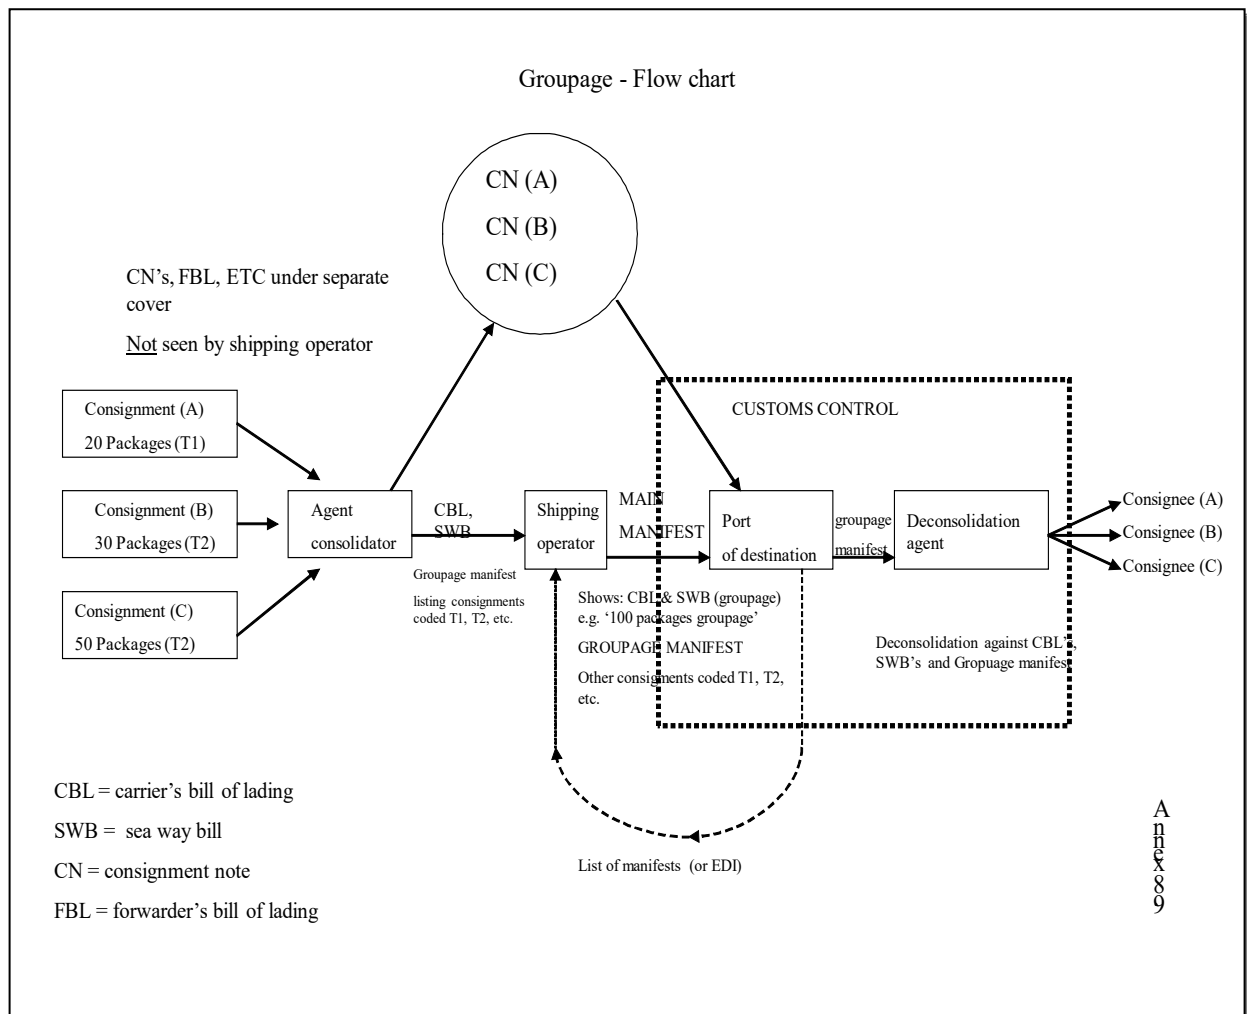 Groupage - Flow chart
CN (A)
CN (B)
CN (C)
CN's, FBL, ETC under separate
cover
Not seen by shipping operator
CUSTOMS CONTROL
Consignment (A)
20 Packages (T1)
Consignment (B)
30 Packages (T2)
Consignment (C)
50 Packages (T2)
Agent
consolidator
CBL,
SWB
Groupage manifest
listing consignments
coded T1, T2, etc.
Shipping
operator
MAIN
MANIFEST
Shows: CBL & SWB (groupage)
e.g. ‘100 packages groupage’
GROUPAGE MANIFEST
Other consigments coded T1, T2,
etc.
Port
of destination
groupage
manifest
Deconsolidation
agent
Deconsolidation against CBL’s,
SWB’s and Gropuage manifest
Consignee (A)
Consignee (B)
Consignee (C)
List of manifests (or EDI)
CBL = carrier’s bill of lading
SWB = sea way bill
CN = consignment note
FBL = forwarder’s bill of lading
Annex 89